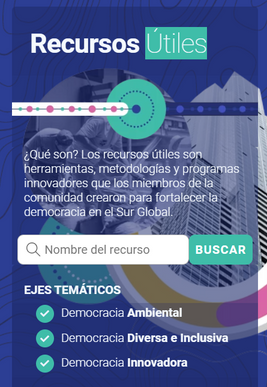 Recursos Útiles
¿Qué son? Los recursos útiles son
herramientas, metodologías y programas
innovadores que los miembros de la
comunidad crearon para fortalecer la
democracia en el Sur Global.
Nombre del recurso
BUSCAR
EJES TEMÁTICOS
Democracia Ambiental
Democracia Diversa e Inclusiva
Democracia Innovadora